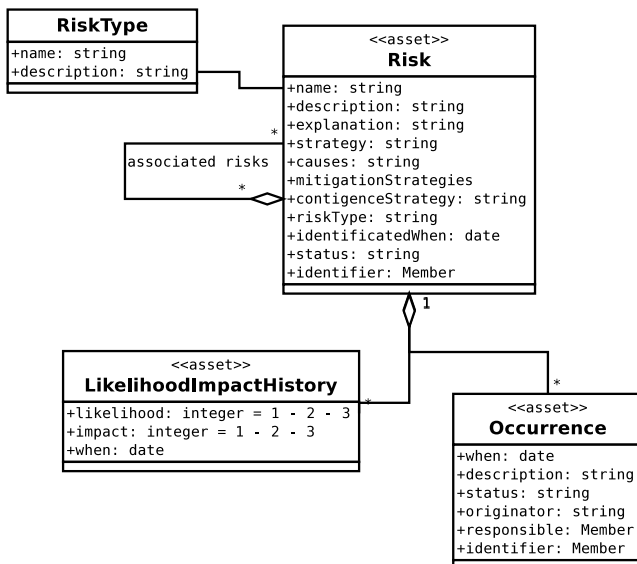 RiskType
+name: string
+description: string
<<asset>>
Risk
+name: string
+description: string
+explanation: string
+strategy: string
+causes: string
+mitigationStrategies
+contigenceStrategy: string
+riskType: string
+identificatedWhen: date
+status: string
+identifier: Member
*
associated risks
*
1
<<asset>>
LikelihoodImpactHistory
+likelihood: integer = 1 - 2 - 3
+impact: integer = 1 - 2 - 3
+when: date
*
*
<<asset>>
Occurrence
+when: date
+description: string
+status: string
+originator: string
+responsible: Member
+identifier: Member